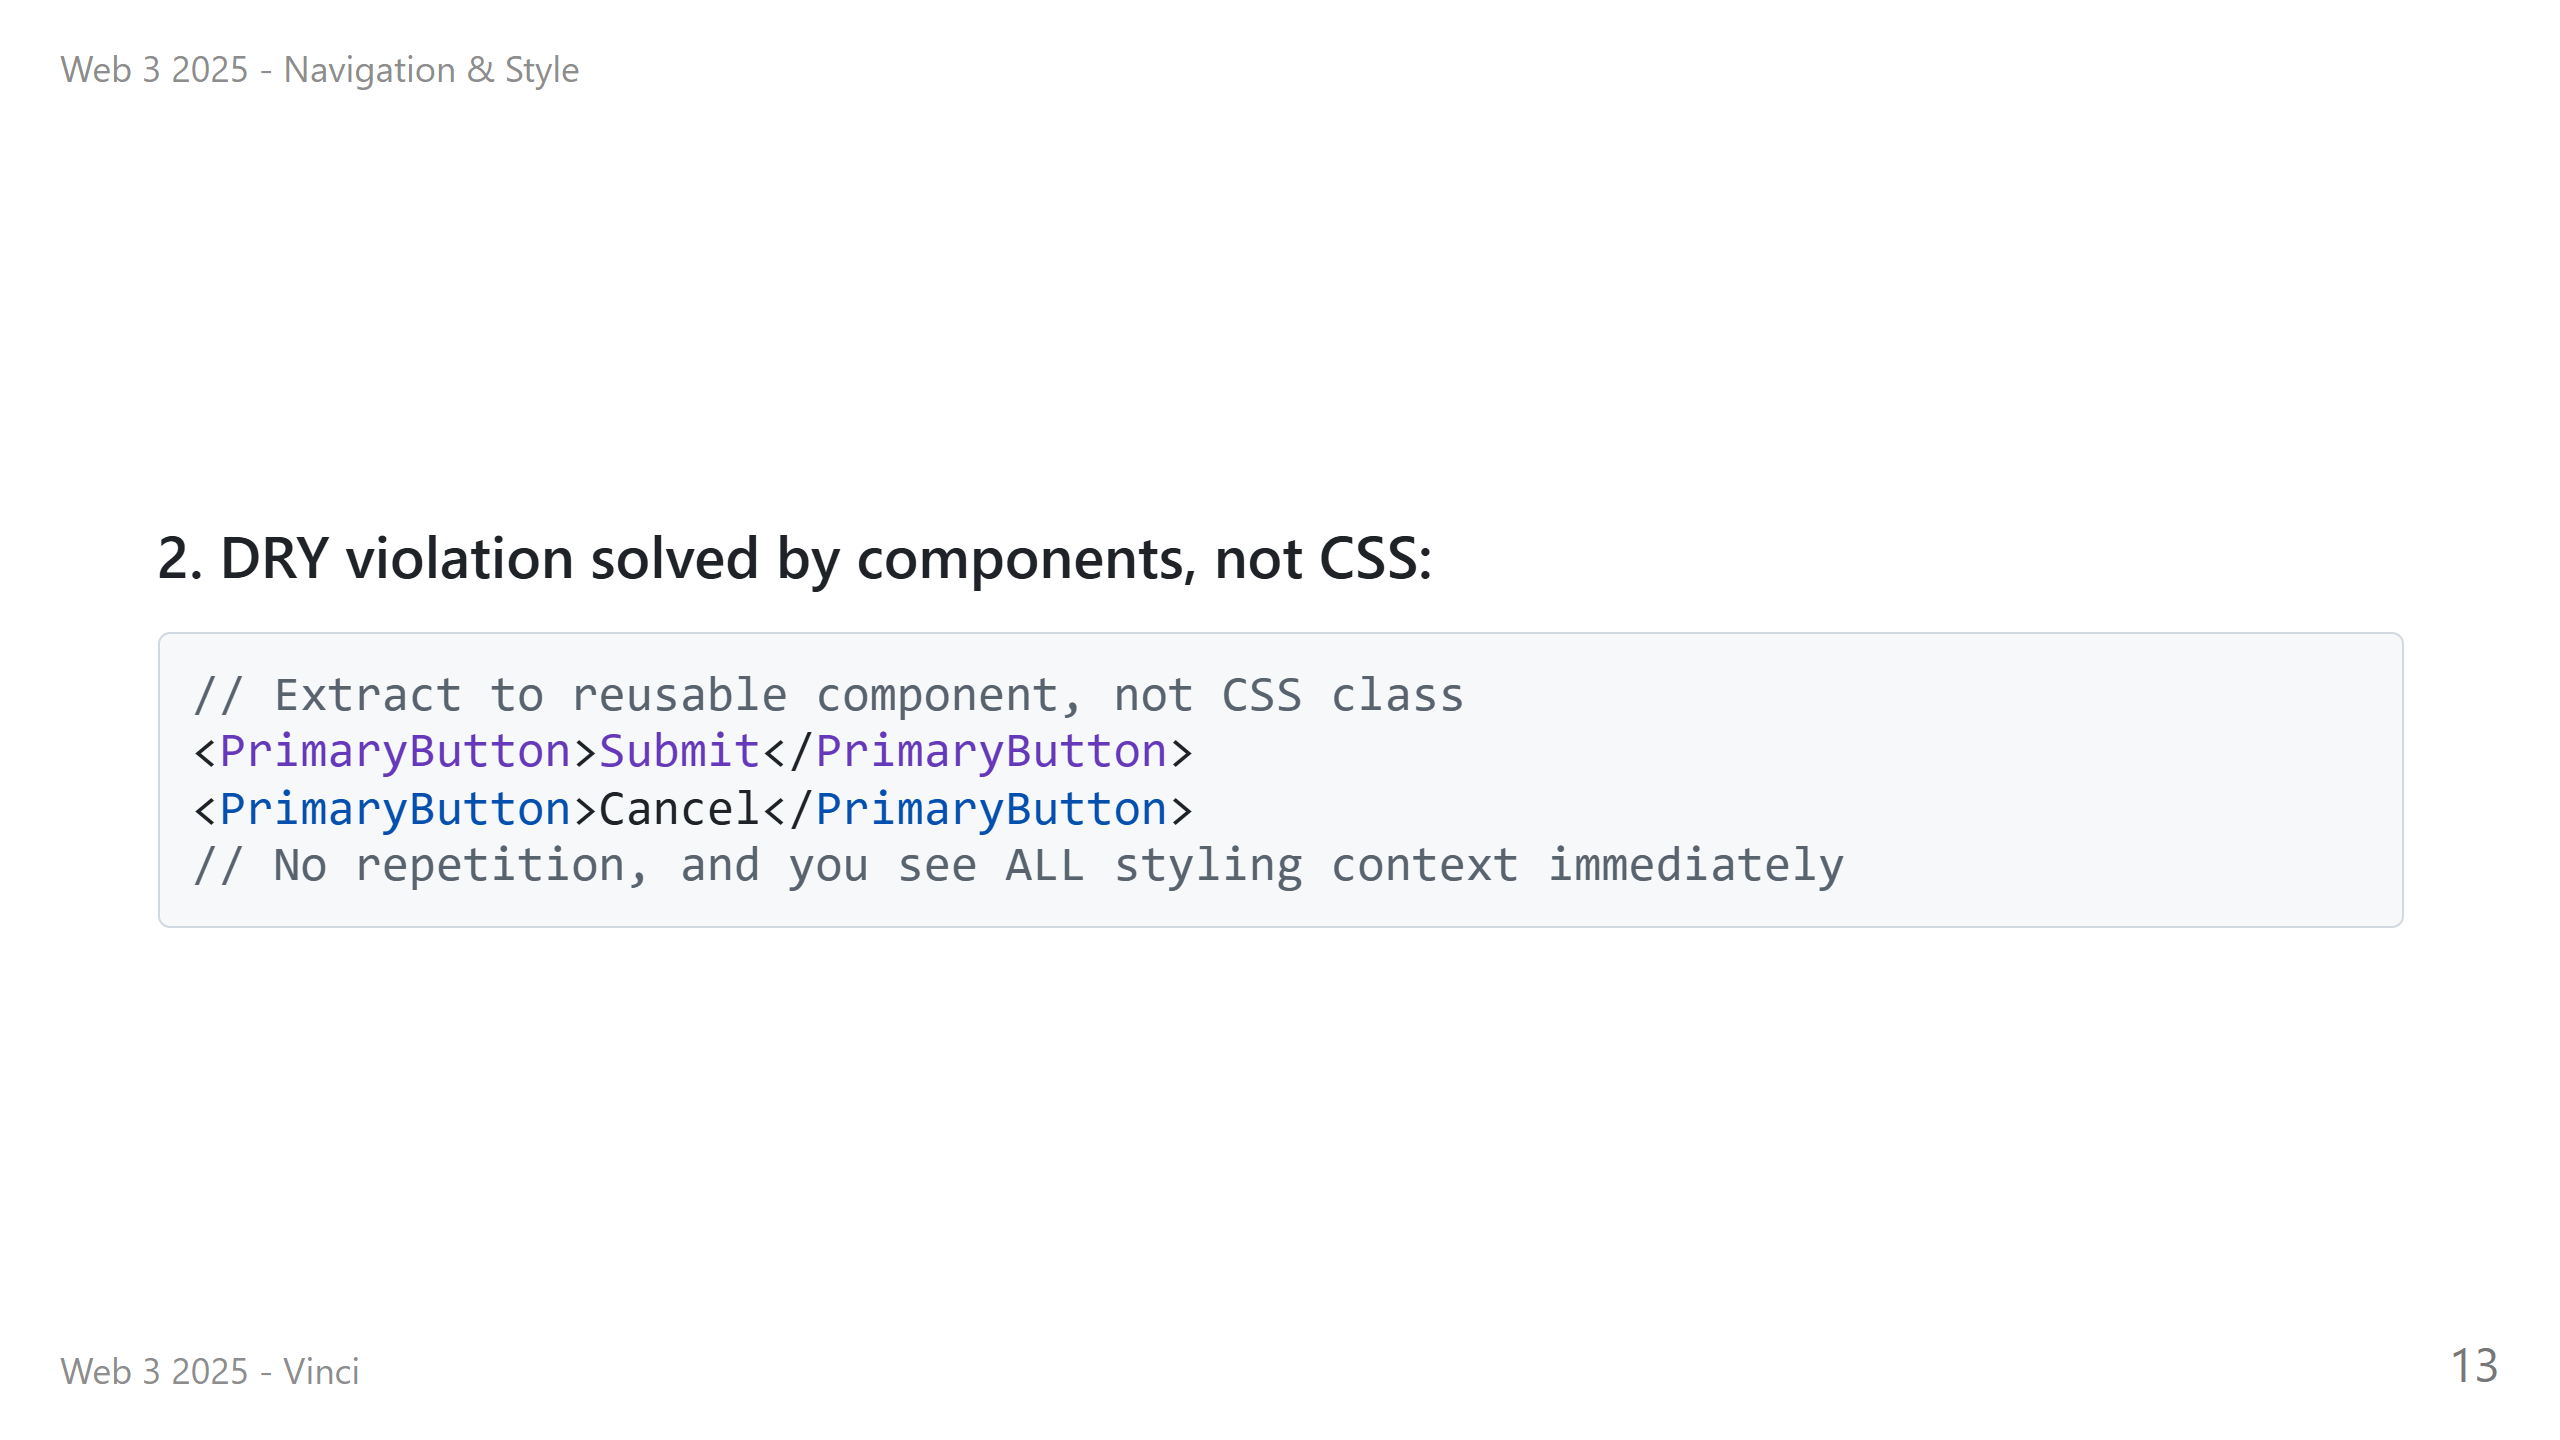 Web 3 2025 - Navigation & Style
2. DRY violation solved by components, not CSS:
// Extract to reusable component, not CSS class
<PrimaryButton>Submit</PrimaryButton>
<PrimaryButton>Cancel</PrimaryButton>
// No repetition, and you see ALL styling context immediately
Web 3 2025 - Vinci
13